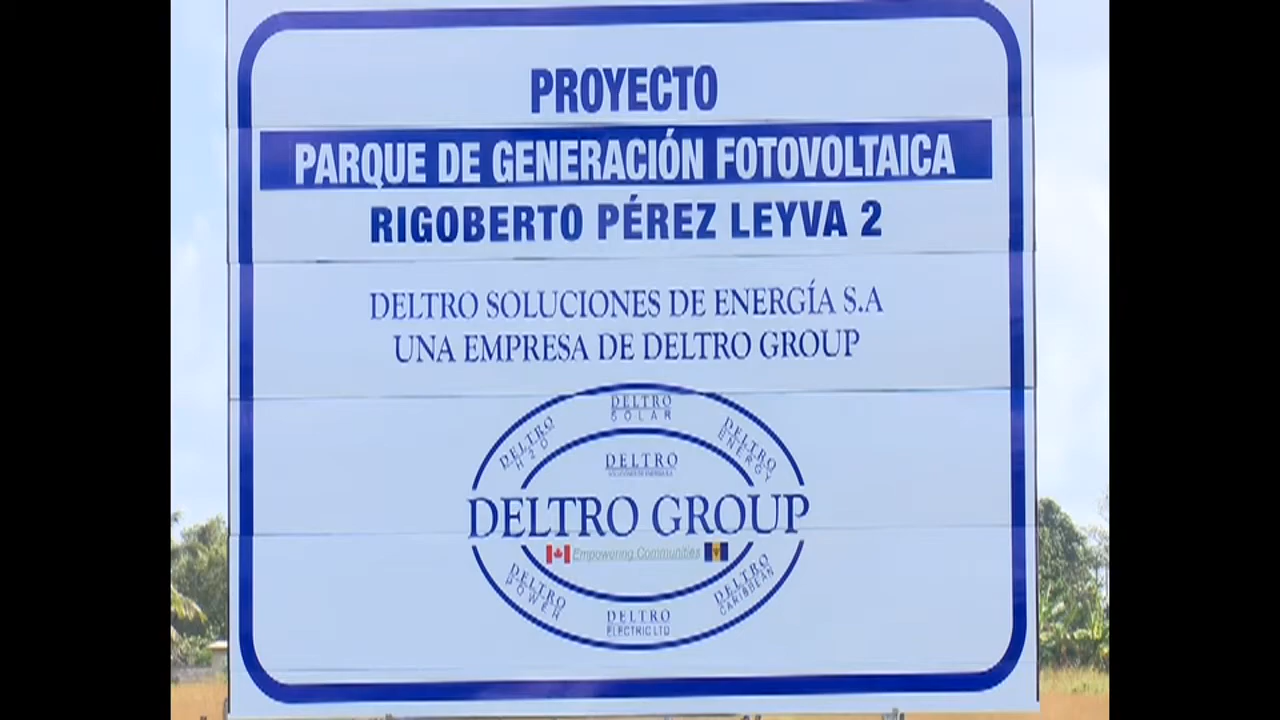 PROYECTO
PARQUE DE GENERACIÓN FOTOVOLTAICA
RIGOBERTO PÉREZ LEYVA 2
DELTRO SOLUCIONES DE ENERGÍA S.A
UNA EMPRESA DE DELTRO GROUP
DELTRO
SOLAR
DELTRO
H2O
DELTRO
ENERGY
DELTRO
DELTRO GROUP
Empowering Communities
DELTRO
POWER
DELTRO
CARIBBEAN
DELTRO
ELECTRIC LTD